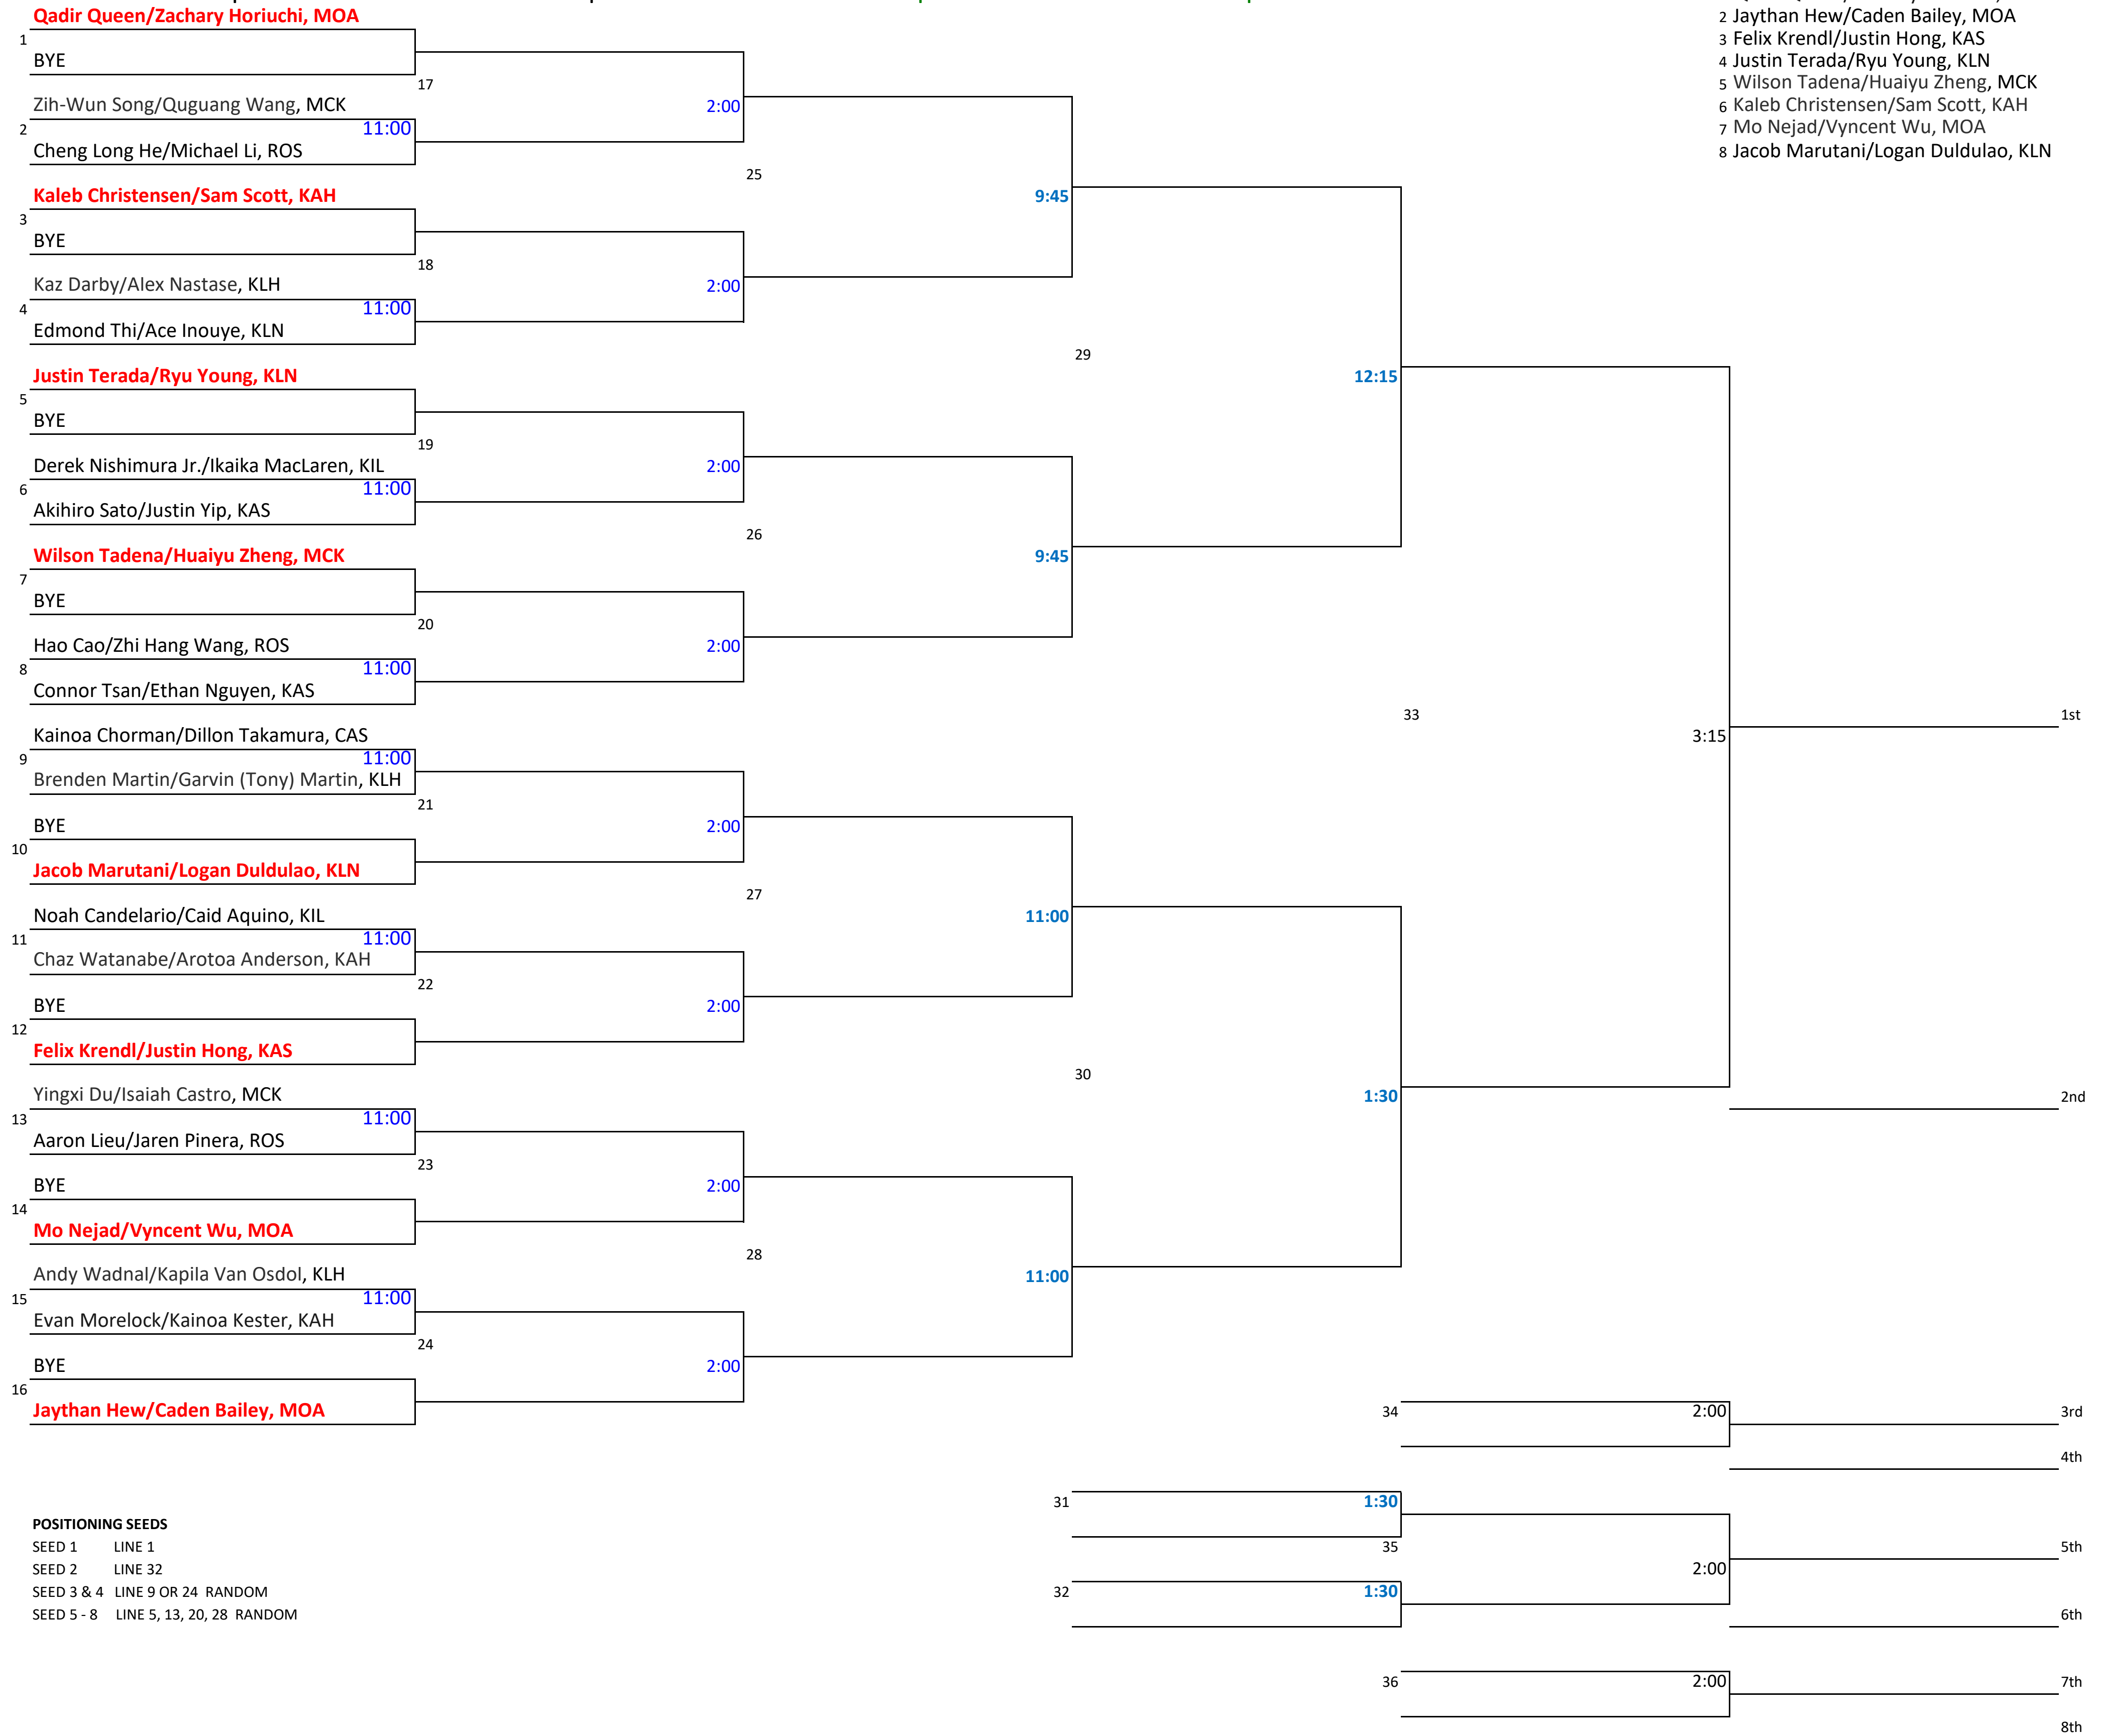 Qadir Queen/Zachary Horiuchi, MOA
1
BYE
17
Zih-Wun Song/Quguang Wang, MCK
2 11:00
Cheng Long He/Michael Li, ROS
2:00
25
Kaleb Christensen/Sam Scott, KAH
3
BYE
18
Kaz Darby/Alex Nastase, KLH
4 11:00
Edmond Thi/Ace Inouye, KLN
2:00
9:45
29
Justin Terada/Ryu Young, KLN
5
BYE
19
Derek Nishimura Jr./Ikaika MacLaren, KIL
6 11:00
Akihiro Sato/Justin Yip, KAS
2:00
26
Wilson Tadena/Huaiyu Zheng, MCK
7
BYE
20
Hao Cao/Zhi Hang Wang, ROS
8 11:00
Connor Tsan/Ethan Nguyen, KAS
2:00
9:45
12:15
33
Kainoa Chorman/Dillon Takamura, CAS
9 11:00
Brenden Martin/Garvin (Tony) Martin, KLH
21
BYE
10
Jacob Marutani/Logan Duldulao, KLN
2:00
27
Noah Candelario/Caid Aquino, KIL
11 11:00
Chaz Watanabe/Arotoa Anderson, KAH
22
BYE
12
Felix Krendl/Justin Hong, KAS
2:00
11:00
30
Yingxi Du/Isaiah Castro, MCK
13 11:00
Aaron Lieu/Jaren Pinera, ROS
23
BYE
14
Mo Nejad/Vyncent Wu, MOA
2:00
28
Andy Wadnal/Kapila Van Osdol, KLH
15 11:00
Evan Morelock/Kainoa Kester, KAH
24
BYE
16
Jaythan Hew/Caden Bailey, MOA
2:00
11:00
1:30
3:15
1st
2nd
2 Jaythan Hew/Caden Bailey, MOA
3 Felix Krendl/Justin Hong, KAS
4 Justin Terada/Ryu Young, KLN
5 Wilson Tadena/Huaiyu Zheng, MCK
6 Kaleb Christensen/Sam Scott, KAH
7 Mo Nejad/Vyncent Wu, MOA
8 Jacob Marutani/Logan Duldulao, KLN
34 2:00 3rd
4th
31 1:30
35 5th
2:00
32 1:30
6th
36 2:00 7th
8th
POSITIONING SEEDS
SEED 1 LINE 1
SEED 2 LINE 32
SEED 3 & 4 LINE 9 OR 24 RANDOM
SEED 5 - 8 LINE 5, 13, 20, 28 RANDOM